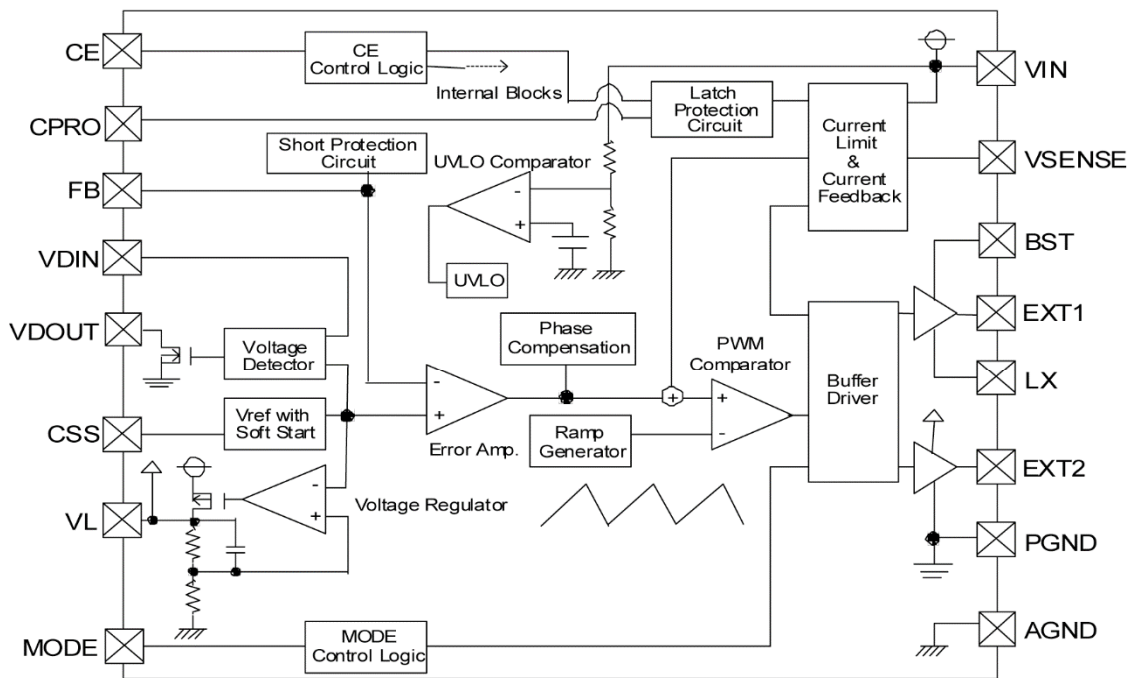 CE
CE
Control Logic
Internal Blocks
VIN
CPRO
Latch
Protection
Circuit
Current
Limit
&
Current
Feedback
VSENSE
Short Protection
Circuit
UVLO Comparator
FB
-
+
BST
VDIN
UVLO
EXT1
VDOUT
Voltage
Detector
Phase
Compensation
PWM
Comparator
Buffer
Driver
LX
-
+
+
+
-
CSS
Vref with
Soft Start
Error Amp.
Ramp
Generator
EXT2
-
+
Voltage Regulator
VL
PGND
MODE
MODE
Control Logic
AGND